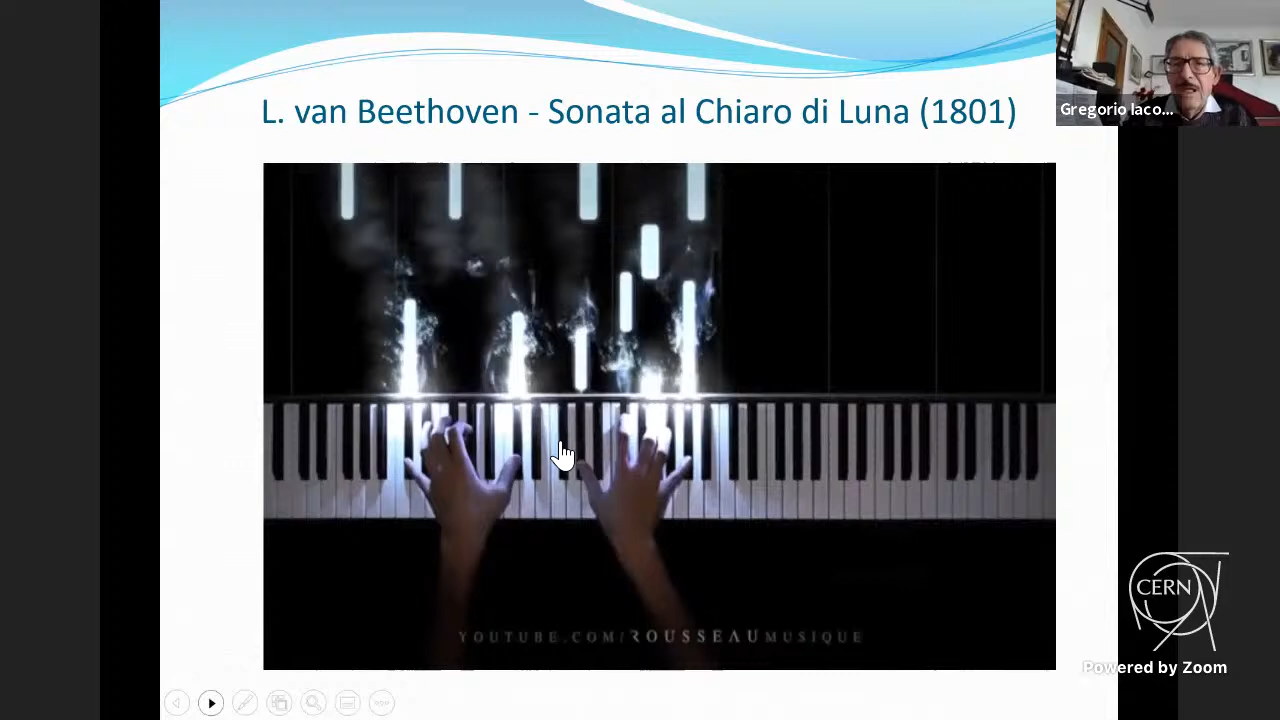 L. van Beethoven - Sonata al Chiaro di Luna (1801)
Gregorio Iaco...
YOUTUBE.COM/ROUSSEAUMUSIQUE
CERN
Powered by Zoom